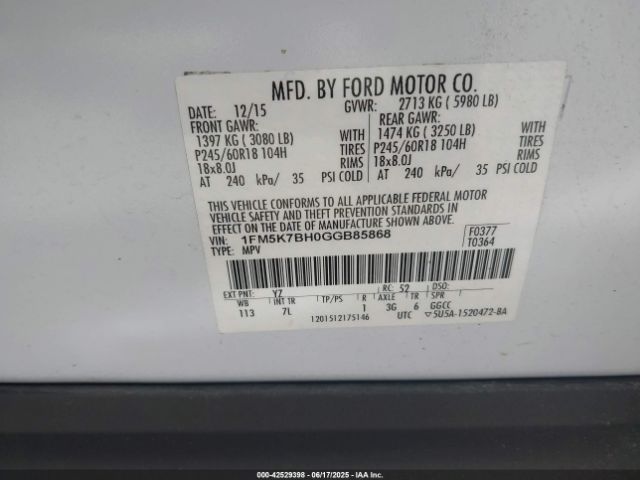 MFD. BY FORD MOTOR CO.
DATE: 12/15 GVWR: 2713 KG ( 5980 LB)
FRONT GAWR: REAR GAWR:
1397 KG ( 3080 LB) WITH 1474 KG ( 3250 LB) WITH
P245/60R18 104H TIRES P245/60R18 104H TIRES
18x8.0J RIMS 18x8.0J RIMS
AT 240 kPa/ 35 PSI COLD AT 240 kPa/ 35 PSI COLD
THIS VEHICLE CONFORMS TO ALL APPLICABLE FEDERAL MOTOR
VEHICLE SAFETY AND THEFT PREVENTION STANDARDS IN
EFFECT ON THE DATE OF MANUFACTURE SHOWN ABOVE.
VIN: 1FM5K7BH0GGB85868 F0377
TYPE: MPV T0364
EXT PNT: YZ RC: 52 DSO:
WB INT TR TP/PS R AXLE TR SPR
113 7L 1 3G 6 GGCC
1201512175146 UTC ▽5U5A-1520472-BA
000-42529398 - 06/17/2025 - IAA Inc.